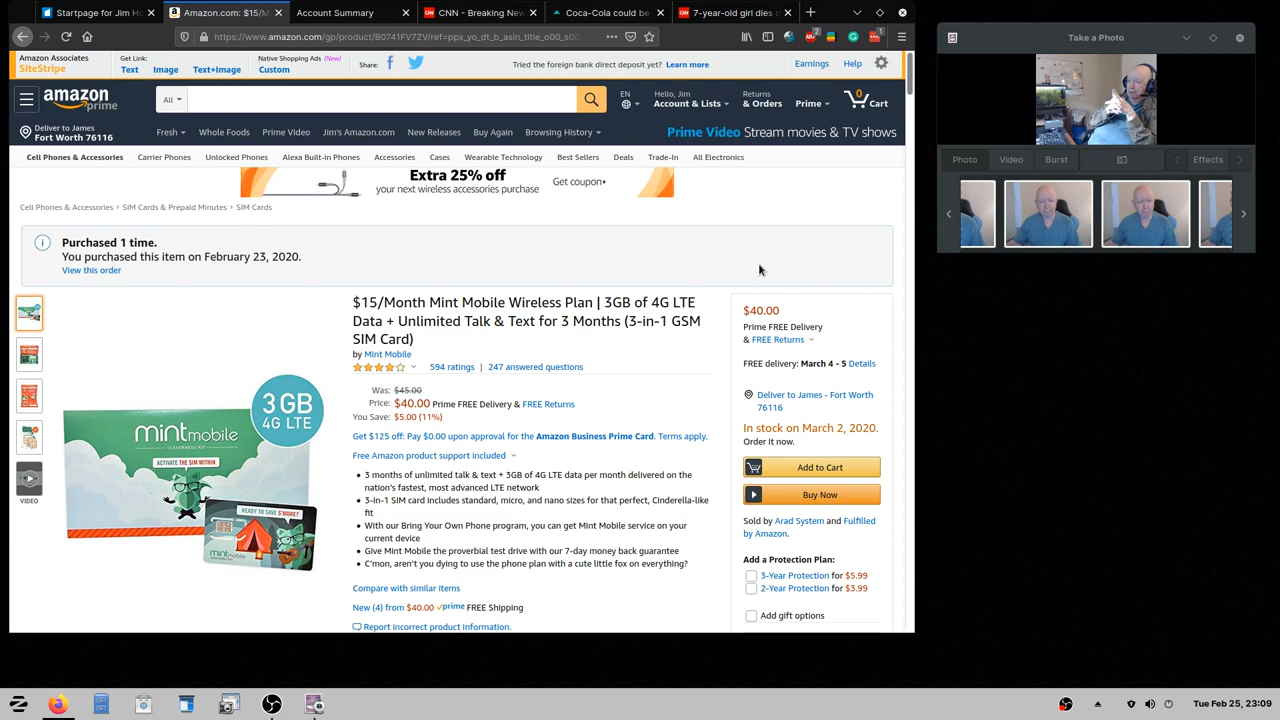 Startpage for Jim H
Amazon.com: $15/M
Account Summary
CNN - Breaking New
Coca-Cola could be
7-year-old girl dies o
https://www.amazon.com/gp/product/B0741FV7ZV/ref=ppx_yo_dt_b_asin_title_o00_s00
Take a Photo
Amazon Associates
SiteStripe
Get Link:
Text Image Text+Image
Native Shopping Ads (New)
Custom
Share:
Tried the foreign bank direct deposit yet? Learn more
Earnings
Help
amazon
prime
All
EN
Hello, Jim
Account & Lists
Returns
& Orders
Prime
0
Cart
Deliver to James
Fort Worth 76116
Fresh Whole Foods Prime Video Jim's Amazon.com New Releases Buy Again Browsing History
Prime Video Stream movies & TV shows
Cell Phones & Accessories Carrier Phones Unlocked Phones Alexa Built-in Phones Accessories Cases Wearable Technology Best Sellers Deals Trade-In All Electronics
Photo Video Burst Effects
Extra 25% off
your next wireless accessories purchase
Get coupon›
Cell Phones & Accessories › SIM Cards & Prepaid Minutes › SIM Cards
Purchased 1 time.
You purchased this item on February 23, 2020.
View this order
3 GB
4G LTE
mintmobile
CLEVERNESS KIT
ACTIVATE THE SIM WITHIN
READY TO SAVE S'MORE?
mintmobile
VIDEO
$15/Month Mint Mobile Wireless Plan | 3GB of 4G LTE
Data + Unlimited Talk & Text for 3 Months (3-in-1 GSM
SIM Card)
by Mint Mobile
594 ratings | 247 answered questions
Was: $45.00
Price: $40.00 Prime FREE Delivery & FREE Returns
You Save: $5.00 (11%)
Get $125 off: Pay $0.00 upon approval for the Amazon Business Prime Card. Terms apply.
Free Amazon product support included
• 3 months of unlimited talk & text + 3GB of 4G LTE data per month delivered on the
nation's fastest, most advanced LTE network
• 3-in-1 SIM card includes standard, micro, and nano sizes for that perfect, Cinderella-like
fit
• With our Bring Your Own Phone program, you can get Mint Mobile service on your
current device
• Give Mint Mobile the proverbial test drive with our 7-day money back guarantee
• C'mon, aren't you dying to use the phone plan with a cute little fox on everything?
Compare with similar items
New (4) from $40.00 prime FREE Shipping
Report incorrect product information.
$40.00
Prime FREE Delivery
& FREE Returns
FREE delivery: March 4 - 5 Details
Deliver to James - Fort Worth
76116
In stock on March 2, 2020.
Order it now.
Add to Cart
Buy Now
Sold by Arad System and Fulfilled
by Amazon.
Add a Protection Plan:
3-Year Protection for $5.99
2-Year Protection for $3.99
Add gift options
Tue Feb 25, 23:09